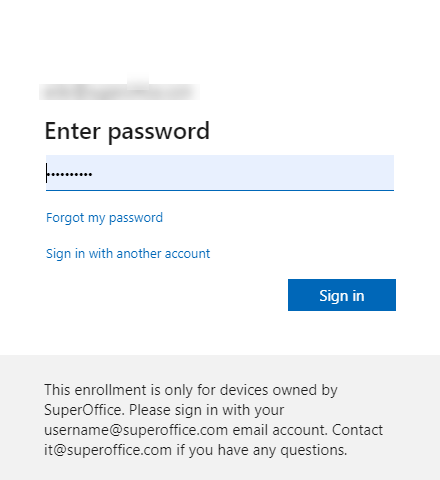 Enter password
••••••••••
Forgot my password
Sign in with another account
Sign in
This enrollment is only for devices owned by
SuperOffice. Please sign in with your
username@superoffice.com email account. Contact
it@superoffice.com if you have any questions.